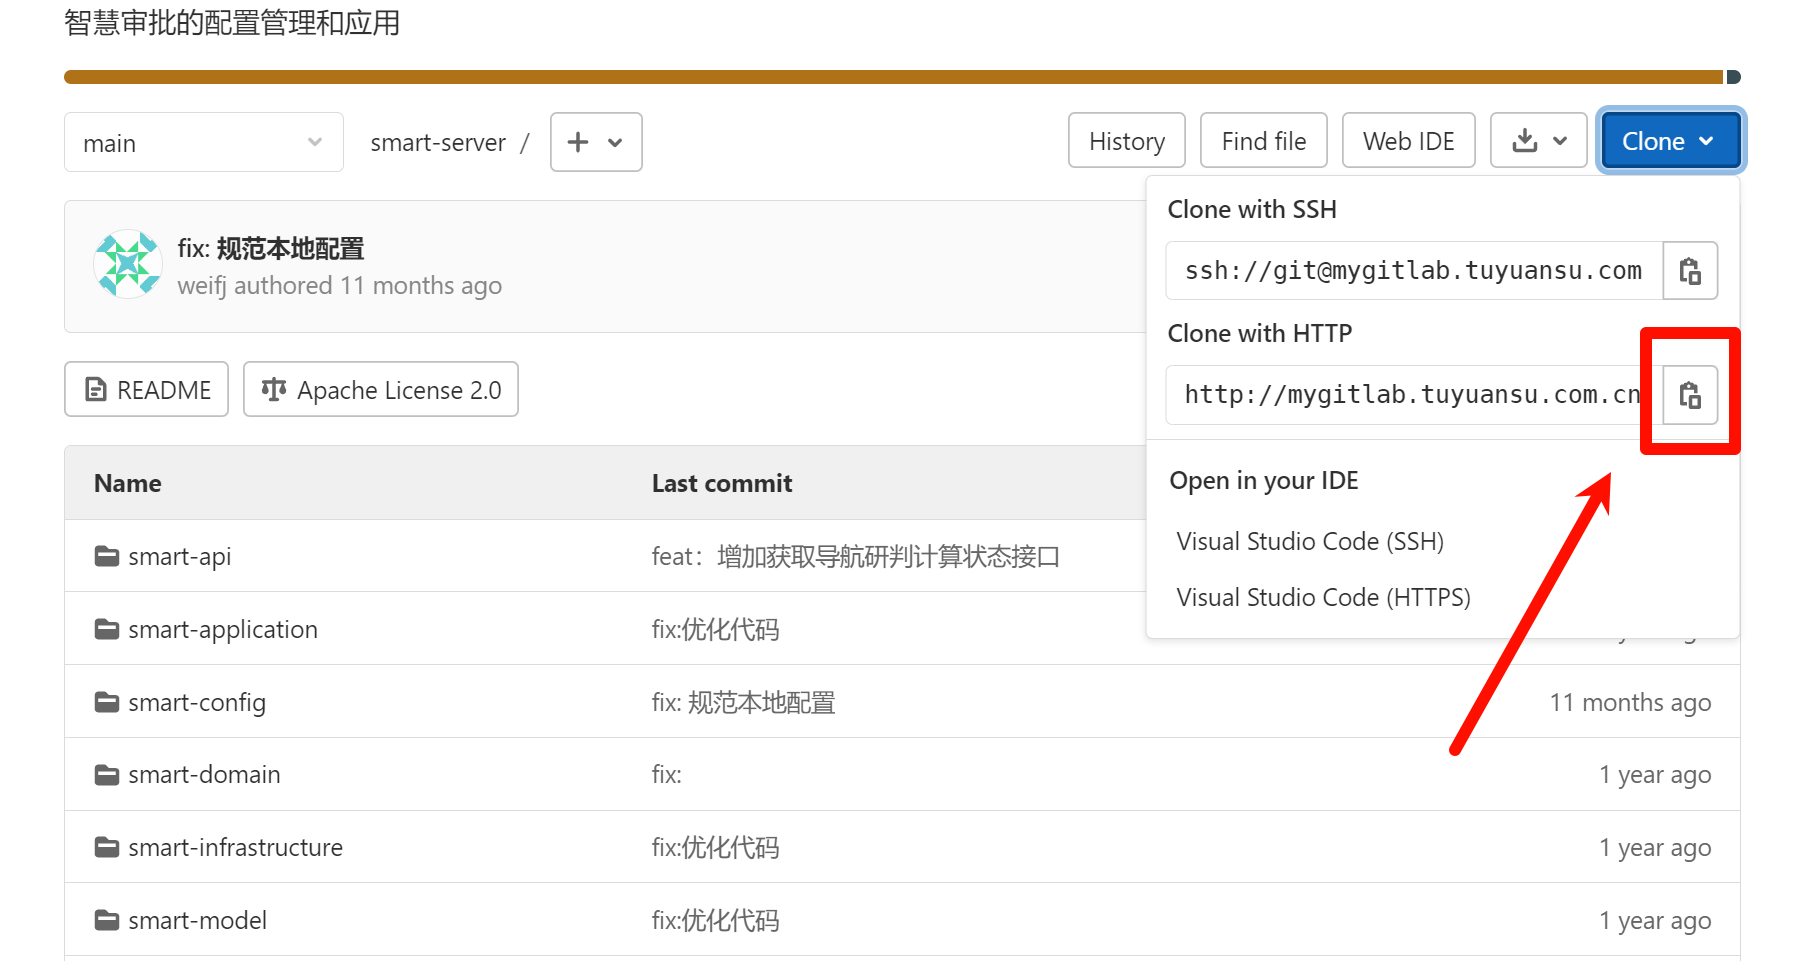 智慧审批的配置管理和应用
main
smart-server /
History
Find file
Web IDE
Clone
Clone with SSH
ssh://git@mygitlab.tuyuansu.com
Clone with HTTP
http://mygitlab.tuyuansu.com.cn
Open in your IDE
Visual Studio Code (SSH)
Visual Studio Code (HTTPS)
fix: 规范本地配置
weifj authored 11 months ago
README
Apache License 2.0
Name Last commit
smart-api feat：增加获取导航研判计算状态接口
smart-application fix:优化代码
smart-config fix: 规范本地配置 11 months ago
smart-domain fix: 1 year ago
smart-infrastructure fix:优化代码 1 year ago
smart-model fix:优化代码 1 year ago